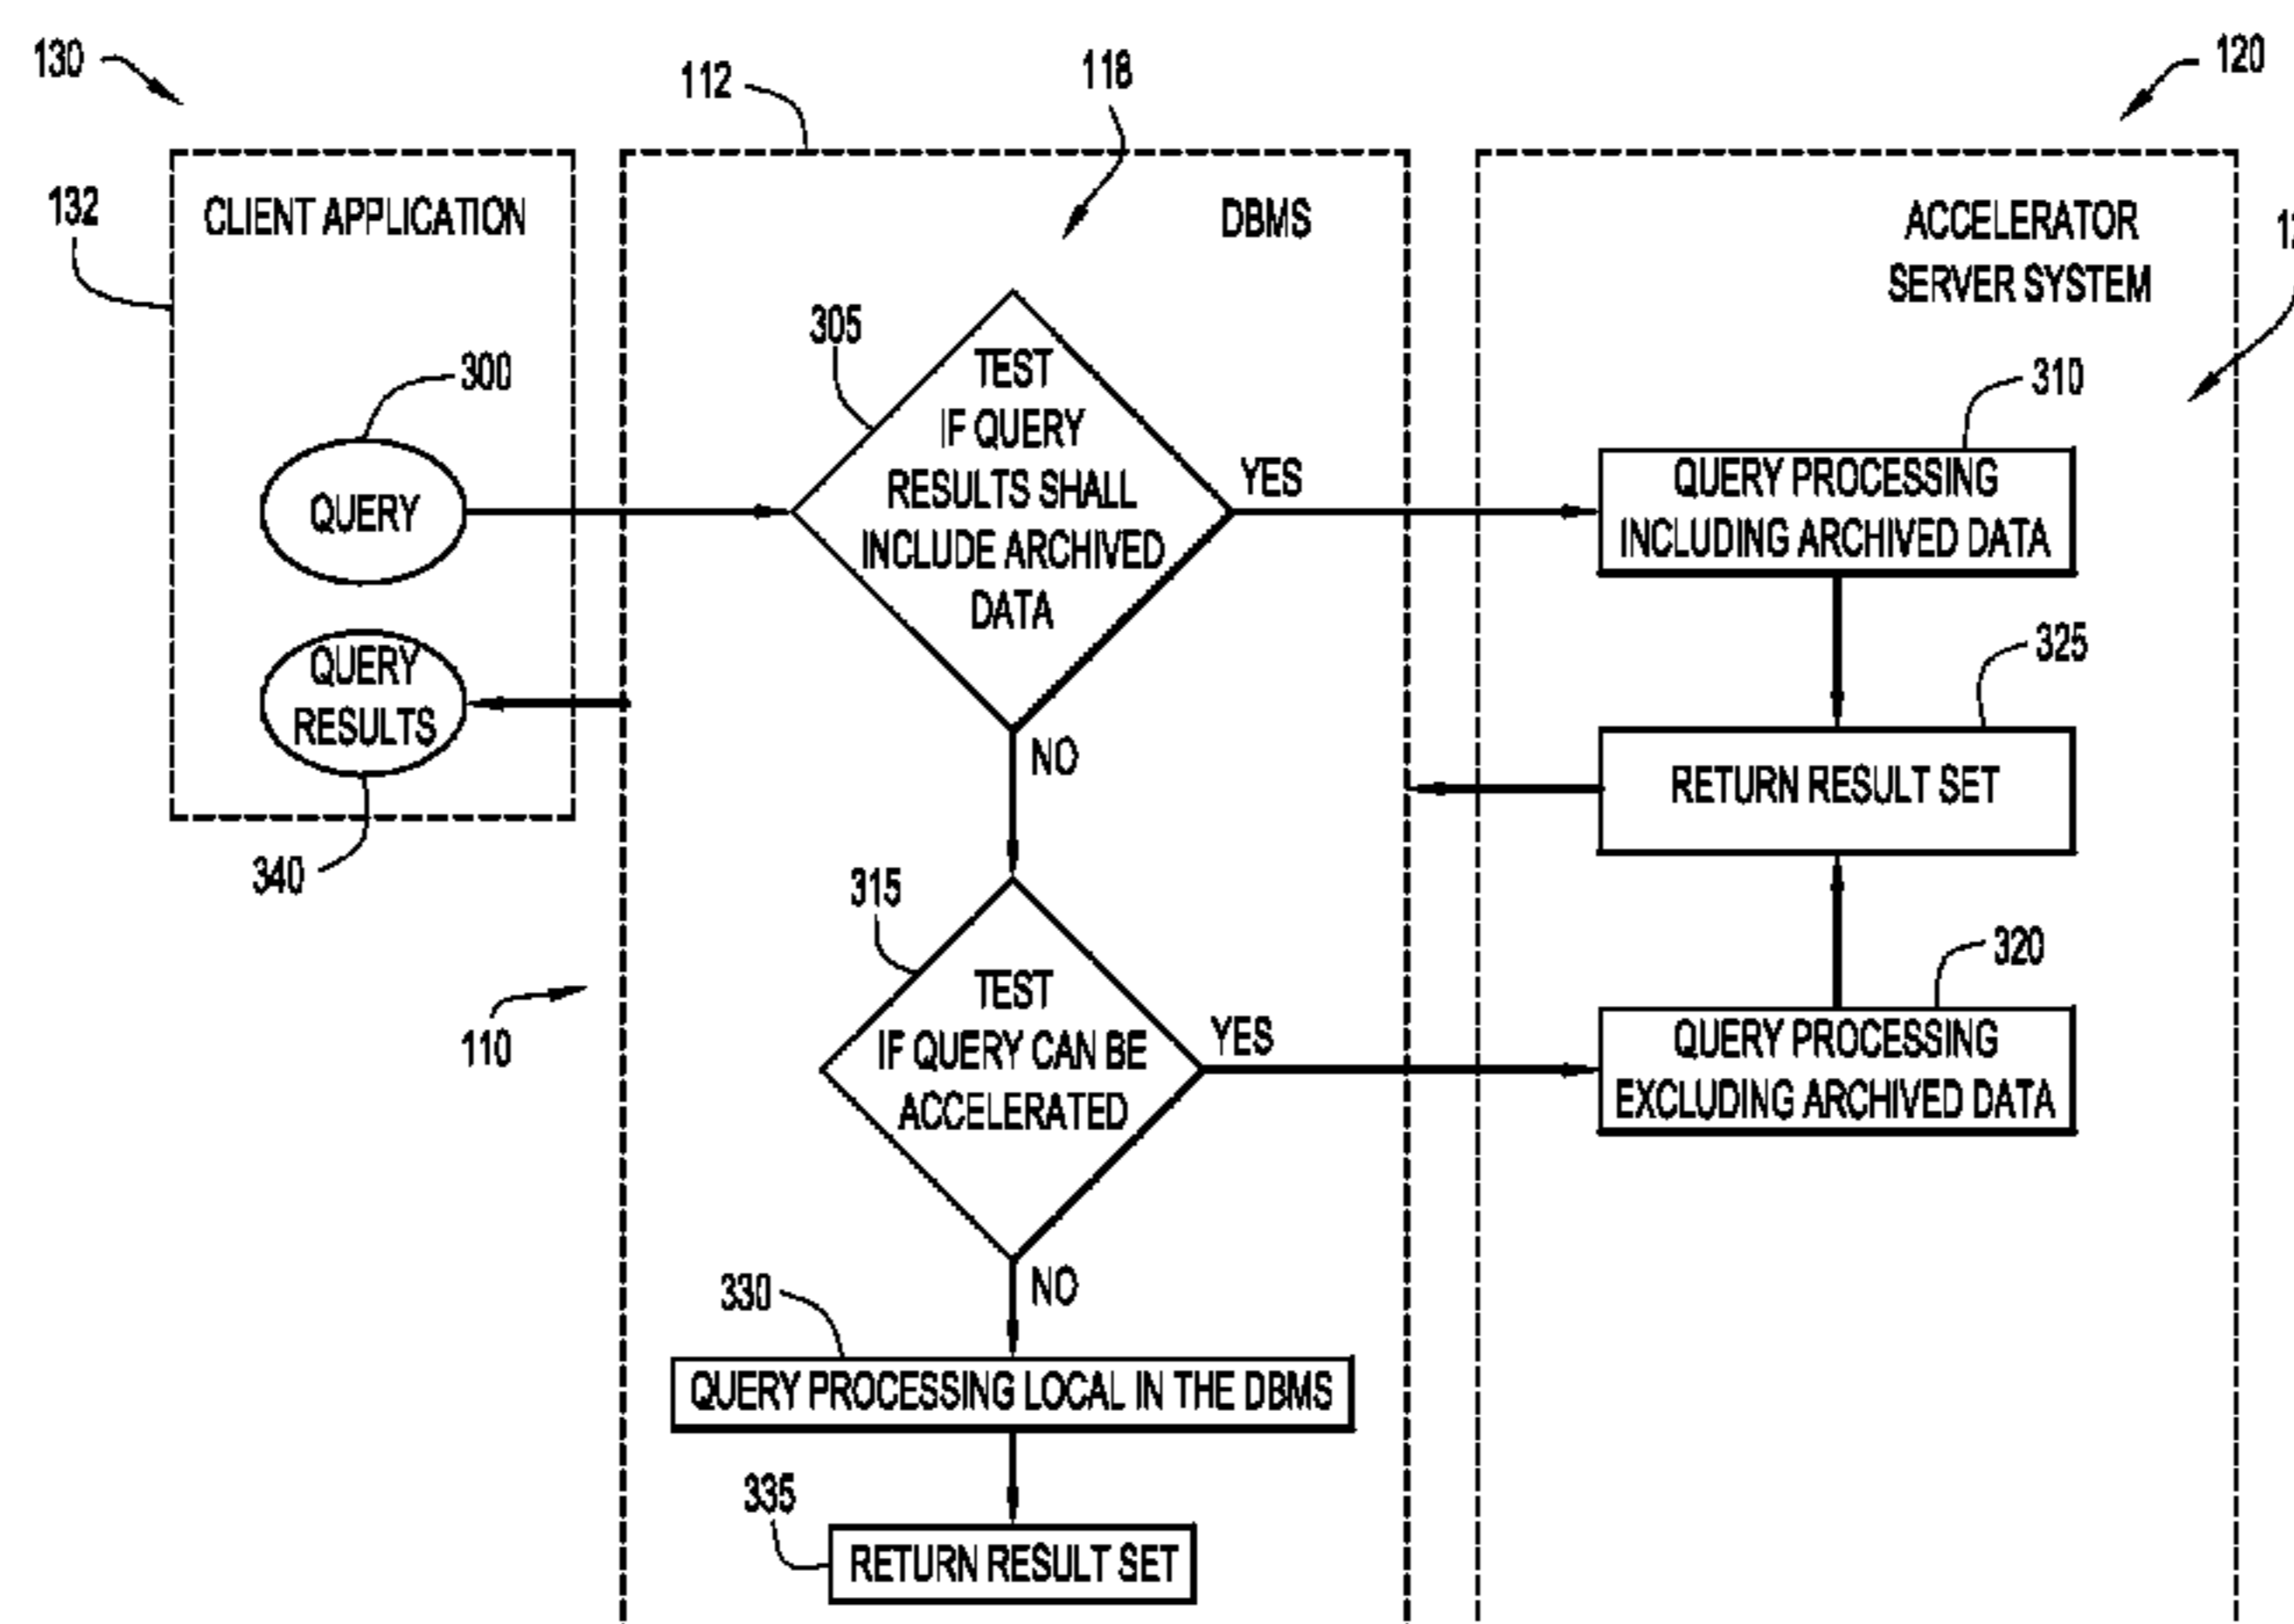 130
112
118
120
132
CLIENT APPLICATION
DBMS
ACCELERATOR
SERVER SYSTEM
300
QUERY
QUERY
RESULTS
340
305
TEST
IF QUERY
RESULTS SHALL
INCLUDE ARCHIVED
DATA
YES
NO
310
QUERY PROCESSING
INCLUDING ARCHIVED DATA
325
RETURN RESULT SET
110
315
TEST
IF QUERY CAN BE
ACCELERATED
YES
NO
320
QUERY PROCESSING
EXCLUDING ARCHIVED DATA
330
QUERY PROCESSING LOCAL IN THE DBMS
335
RETURN RESULT SET